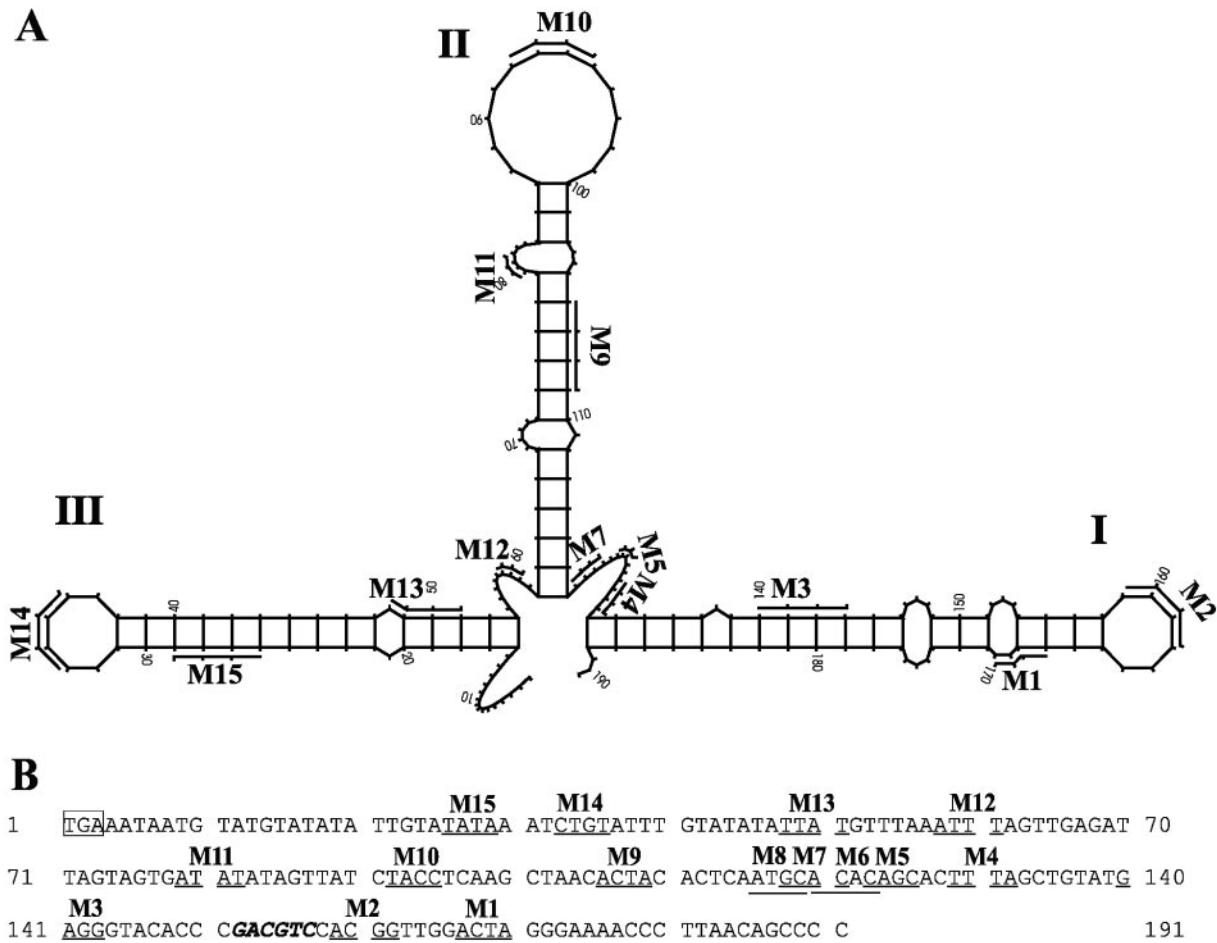 A
M10
II
90
100
M11
80
M9
110
70
III
I
M12
60
M7
M5
M4
M13
50
140
M3
160
M2
40
150
M14
30
M15
20
10
190
180
170
M1
B
M15 M14 M13 M12
1 TGAAATAATG TATGTATATA TTGTATATAA ATCTGTATTT GTATATATTA TGTTTAAATT TAGTTGAGAT 70
M11 M10 M9 M8 M7 M6 M5 M4
71 TAGTAGTGAT ATATAGTTAT CTACCTCAAG CTAACACTAC ACTCAATGCA CACAGCACTT TAGCTGTATG 140
M3 M2 M1
141 AGGGTACACC CGACGTCCAC GGTTGGACTA GGGAAAACCC TTAACAGCCC C 191